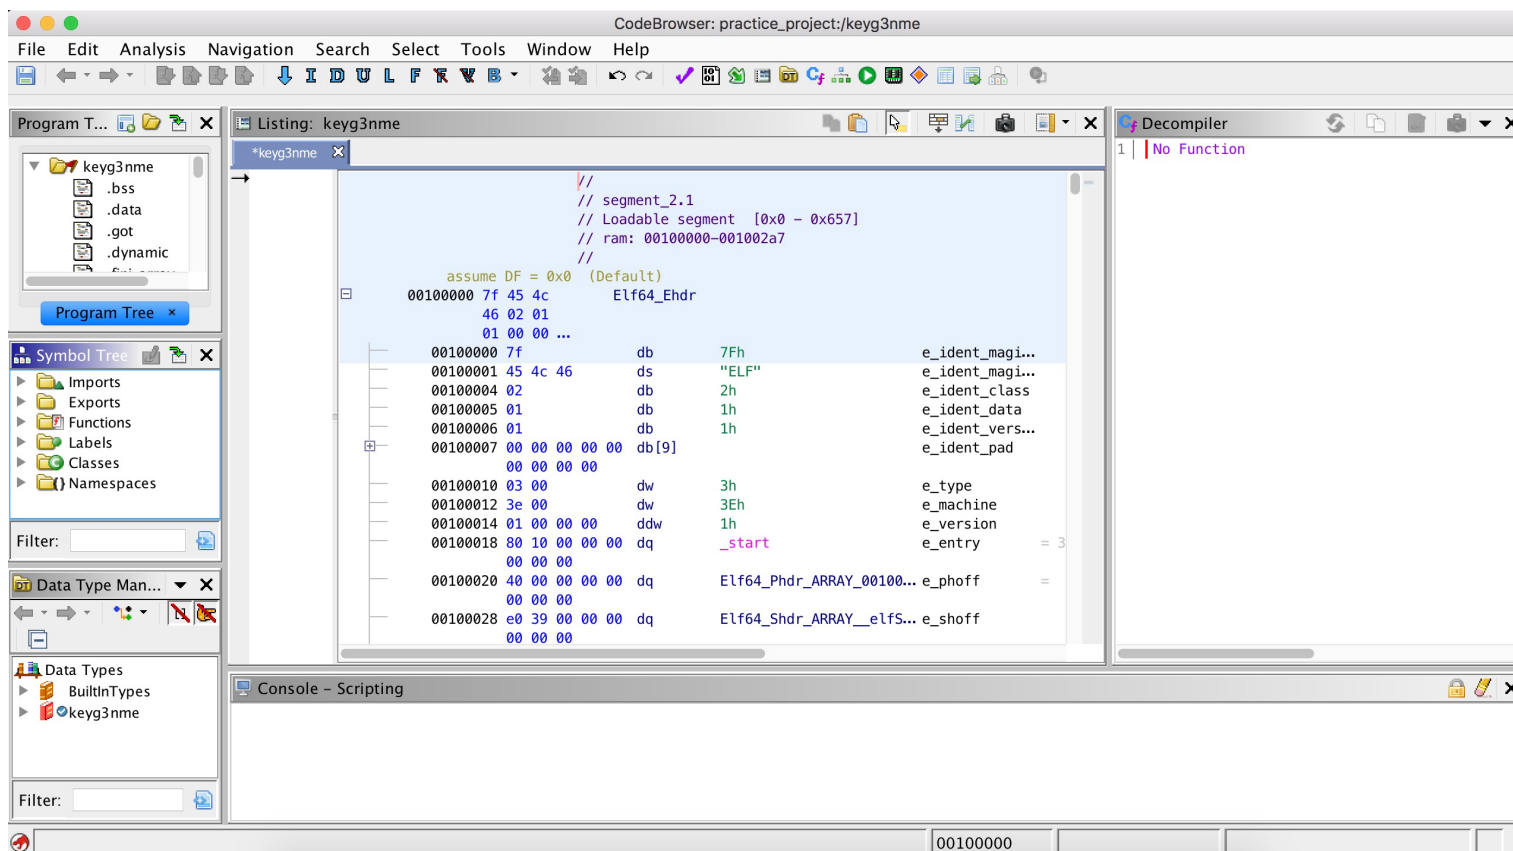 CodeBrowser: practice_project:/keyg3nme
File Edit Analysis Navigation Search Select Tools Window Help
I D U L F B
Program T...
keyg3nme
.bss
.data
.got
.dynamic
Program Tree ×
Symbol Tree
Imports
Exports
Functions
Labels
Classes
Namespaces
Filter:
Data Type Man...
Data Types
BuiltInTypes
keyg3nme
Filter:
Listing: keyg3nme
*keyg3nme
//
// segment_2.1
// Loadable segment [0x0 - 0x657]
// ram: 00100000-001002a7
//
assume DF = 0x0 (Default)
00100000 7f 45 4c Elf64_Ehdr
46 02 01
01 00 00 ...
00100000 7f db 7Fh e_ident_magi...
00100001 45 4c 46 ds "ELF" e_ident_magi...
00100004 02 db 2h e_ident_class
00100005 01 db 1h e_ident_data
00100006 01 db 1h e_ident_vers...
00100007 00 00 00 00 00 db[9] e_ident_pad
00 00 00 00
00100010 03 00 dw 3h e_type
00100012 3e 00 dw 3Eh e_machine
00100014 01 00 00 00 ddw 1h e_version
00100018 80 10 00 00 00 dq _start e_entry = 3
00 00 00
00100020 40 00 00 00 00 dq Elf64_Phdr_ARRAY_00100... e_phoff =
00 00 00
00100028 e0 39 00 00 00 dq Elf64_Shdr_ARRAY__elfS... e_shoff
00 00 00
Decompiler
1 No Function
Console - Scripting
00100000